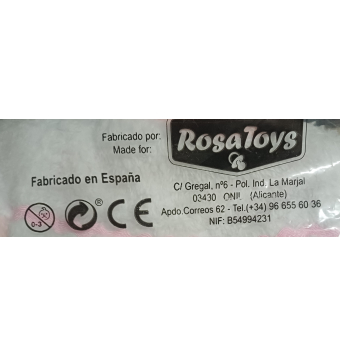 Fabricado por:
Made for:
RosaToys
R
Fabricado en España
C/ Gregal, nº6 - Pol. Ind. La Marjal
03430 ONIL (Alicante)
Apdo.Correos 62 - Tel.(+34) 96 655 60 36
NIF: B54994231
0-3
®
CE